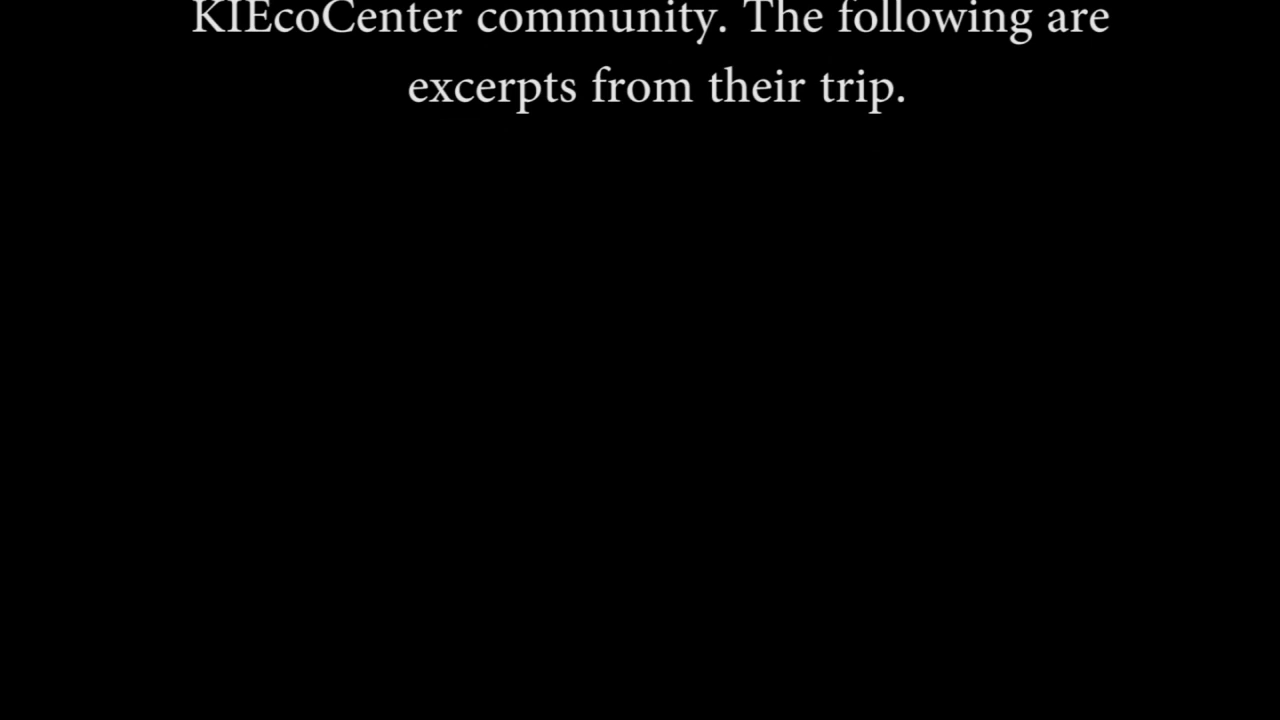 KIEcoCenter community. The following are
excerpts from their trip.